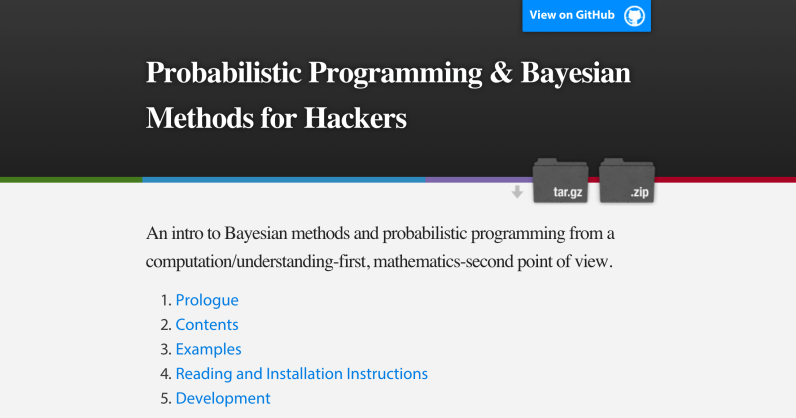 View on GitHub
Probabilistic Programming & Bayesian
Methods for Hackers
tar.gz
.zip
An intro to Bayesian methods and probabilistic programming from a
computation/understanding-first, mathematics-second point of view.
1. Prologue
2. Contents
3. Examples
4. Reading and Installation Instructions
5. Development